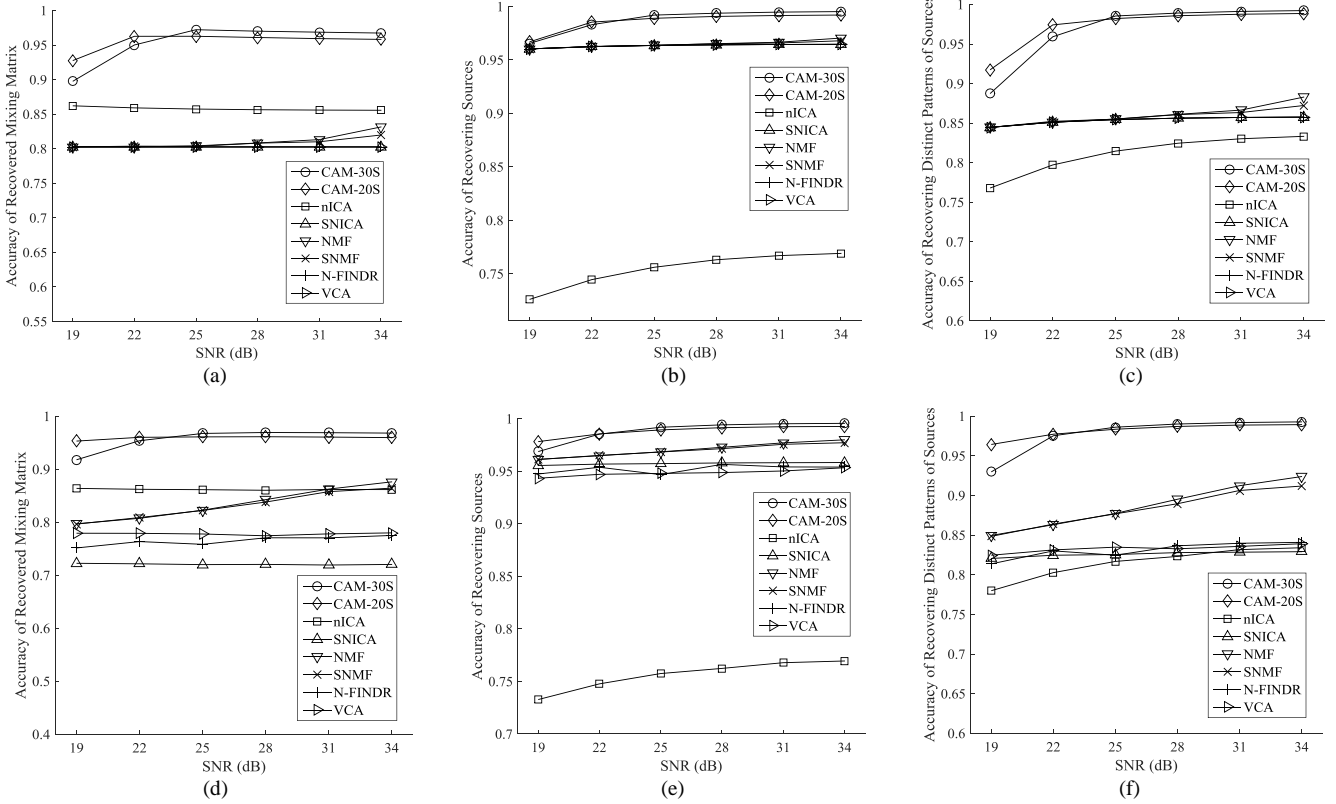 Accuracy of Recovered Mixing Matrix
1
0.95
0.9
0.85
0.8
0.75
0.7
0.65
0.6
0.55
CAM-30S
CAM-20S
nICA
SNICA
NMF
SNMF
N-FINDR
VCA
19 22 25 28 31 34
SNR (dB)
(a)
Accuracy of Recovering Sources
1
0.95
0.9
0.85
0.8
0.75
CAM-30S
CAM-20S
nICA
SNICA
NMF
SNMF
N-FINDR
VCA
19 22 25 28 31 34
SNR (dB)
(b)
Accuracy of Recovering Distinct Patterns of Sources
1
0.95
0.9
0.85
0.8
0.75
0.7
0.65
0.6
CAM-30S
CAM-20S
nICA
SNICA
NMF
SNMF
N-FINDR
VCA
19 22 25 28 31 34
SNR (dB)
(c)
Accuracy of Recovered Mixing Matrix
1
0.9
0.8
0.7
0.6
0.5
0.4
CAM-30S
CAM-20S
nICA
SNICA
NMF
SNMF
N-FINDR
VCA
19 22 25 28 31 34
SNR (dB)
(d)
Accuracy of Recovering Sources
1
0.95
0.9
0.85
0.8
0.75
0.7
CAM-30S
CAM-20S
nICA
SNICA
NMF
SNMF
N-FINDR
VCA
19 22 25 28 31 34
SNR (dB)
(e)
Accuracy of Recovering Distinct Patterns of Sources
1
0.95
0.9
0.85
0.8
0.75
0.7
0.65
0.6
CAM-30S
CAM-20S
nICA
SNICA
NMF
SNMF
N-FINDR
VCA
19 22 25 28 31 34
SNR (dB)
(f)